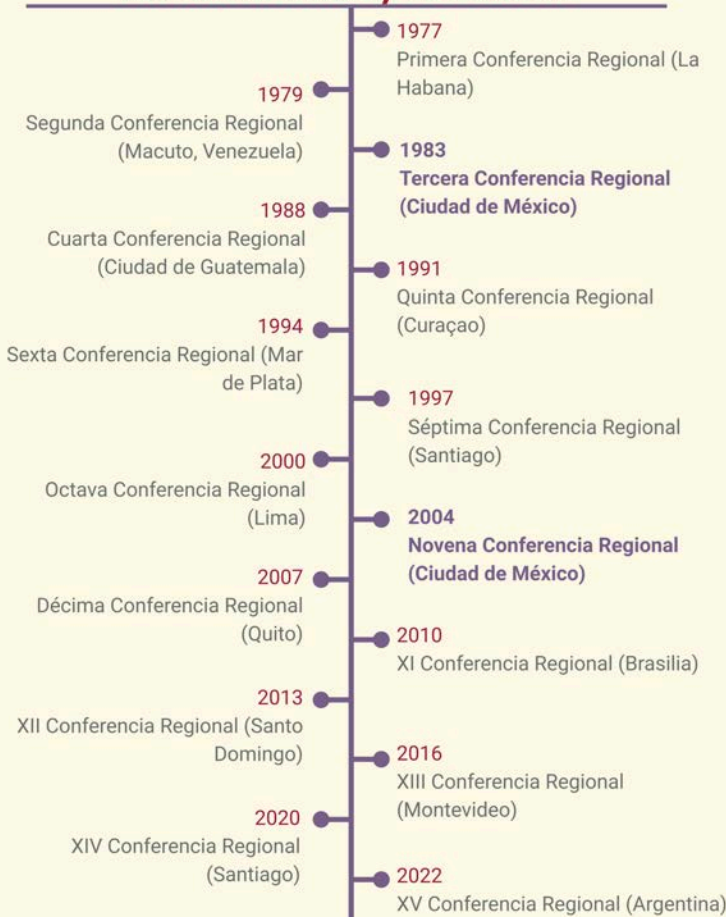 1977
Primera Conferencia Regional (La
Habana)
1979
Segunda Conferencia Regional
(Macuto, Venezuela)
1983
Tercera Conferencia Regional
(Ciudad de México)
1988
Cuarta Conferencia Regional
(Ciudad de Guatemala)
1991
Quinta Conferencia Regional
(Curaçao)
1994
Sexta Conferencia Regional (Mar
de Plata)
1997
Séptima Conferencia Regional
(Santiago)
2000
Octava Conferencia Regional
(Lima)
2004
Novena Conferencia Regional
(Ciudad de México)
2007
Décima Conferencia Regional
(Quito)
2010
XI Conferencia Regional (Brasilia)
2013
XII Conferencia Regional (Santo
Domingo)
2016
XIII Conferencia Regional
(Montevideo)
2020
XIV Conferencia Regional
(Santiago)
2022
XV Conferencia Regional (Argentina)